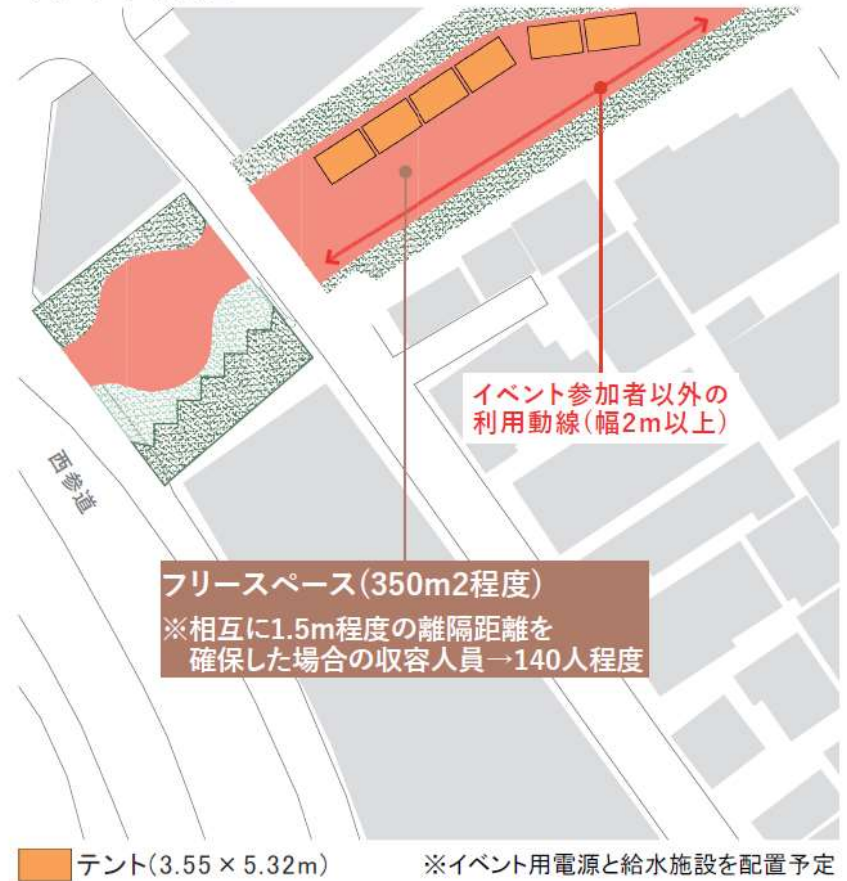 イベント参加者以外の
利用動線(幅2m以上)
西参道
フリースペース(350m2程度)
※相互に1.5m程度の離隔距離を
確保した場合の収容人員→140人程度
テント(3.55×5.32m)
※イベント用電源と給水施設を配置予定